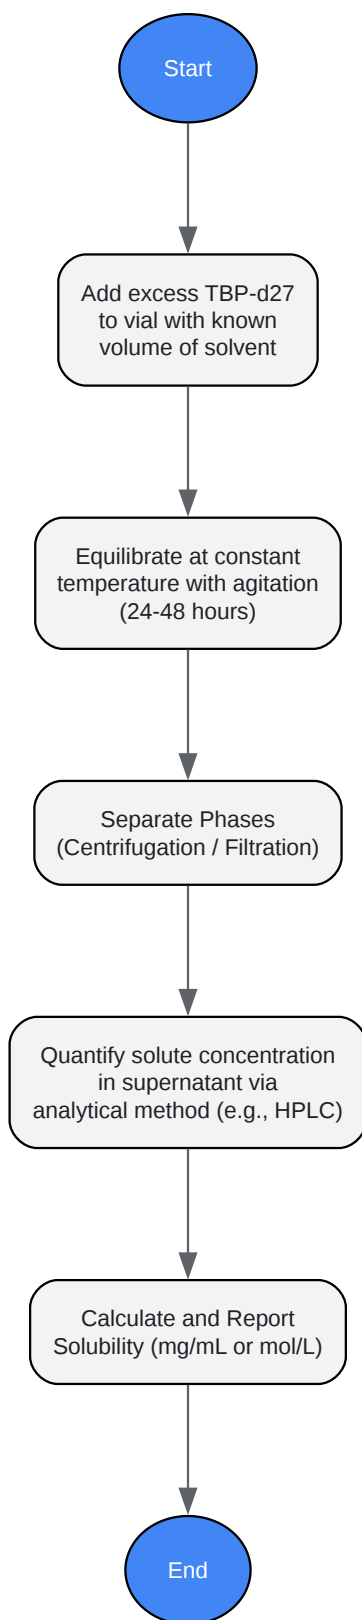 Start
Add excess TBP-d27
to vial with known
volume of solvent
Equilibrate at constant
temperature with agitation
(24-48 hours)
Separate Phases
(Centrifugation / Filtration)
Quantify solute concentration
in supernatant via
analytical method (e.g., HPLC)
Calculate and Report
Solubility (mg/mL or mol/L)
End